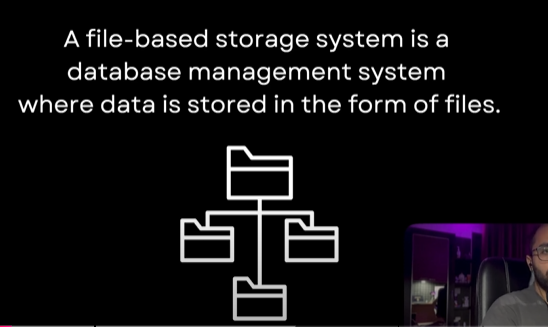 A file-based storage system is a
database management system
where data is stored in the form of files.